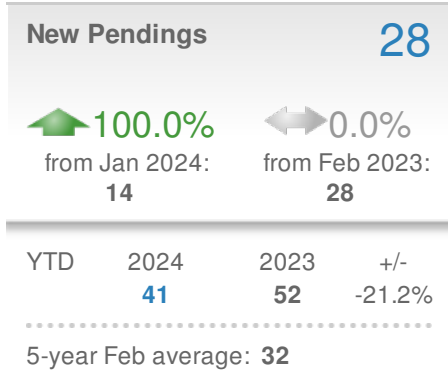 New Pendings 28
100.0% 0.0%
from Jan 2024: from Feb 2023:
14 28
YTD 2024 2023 +/-
41 52 -21.2%
5-year Feb average: 32